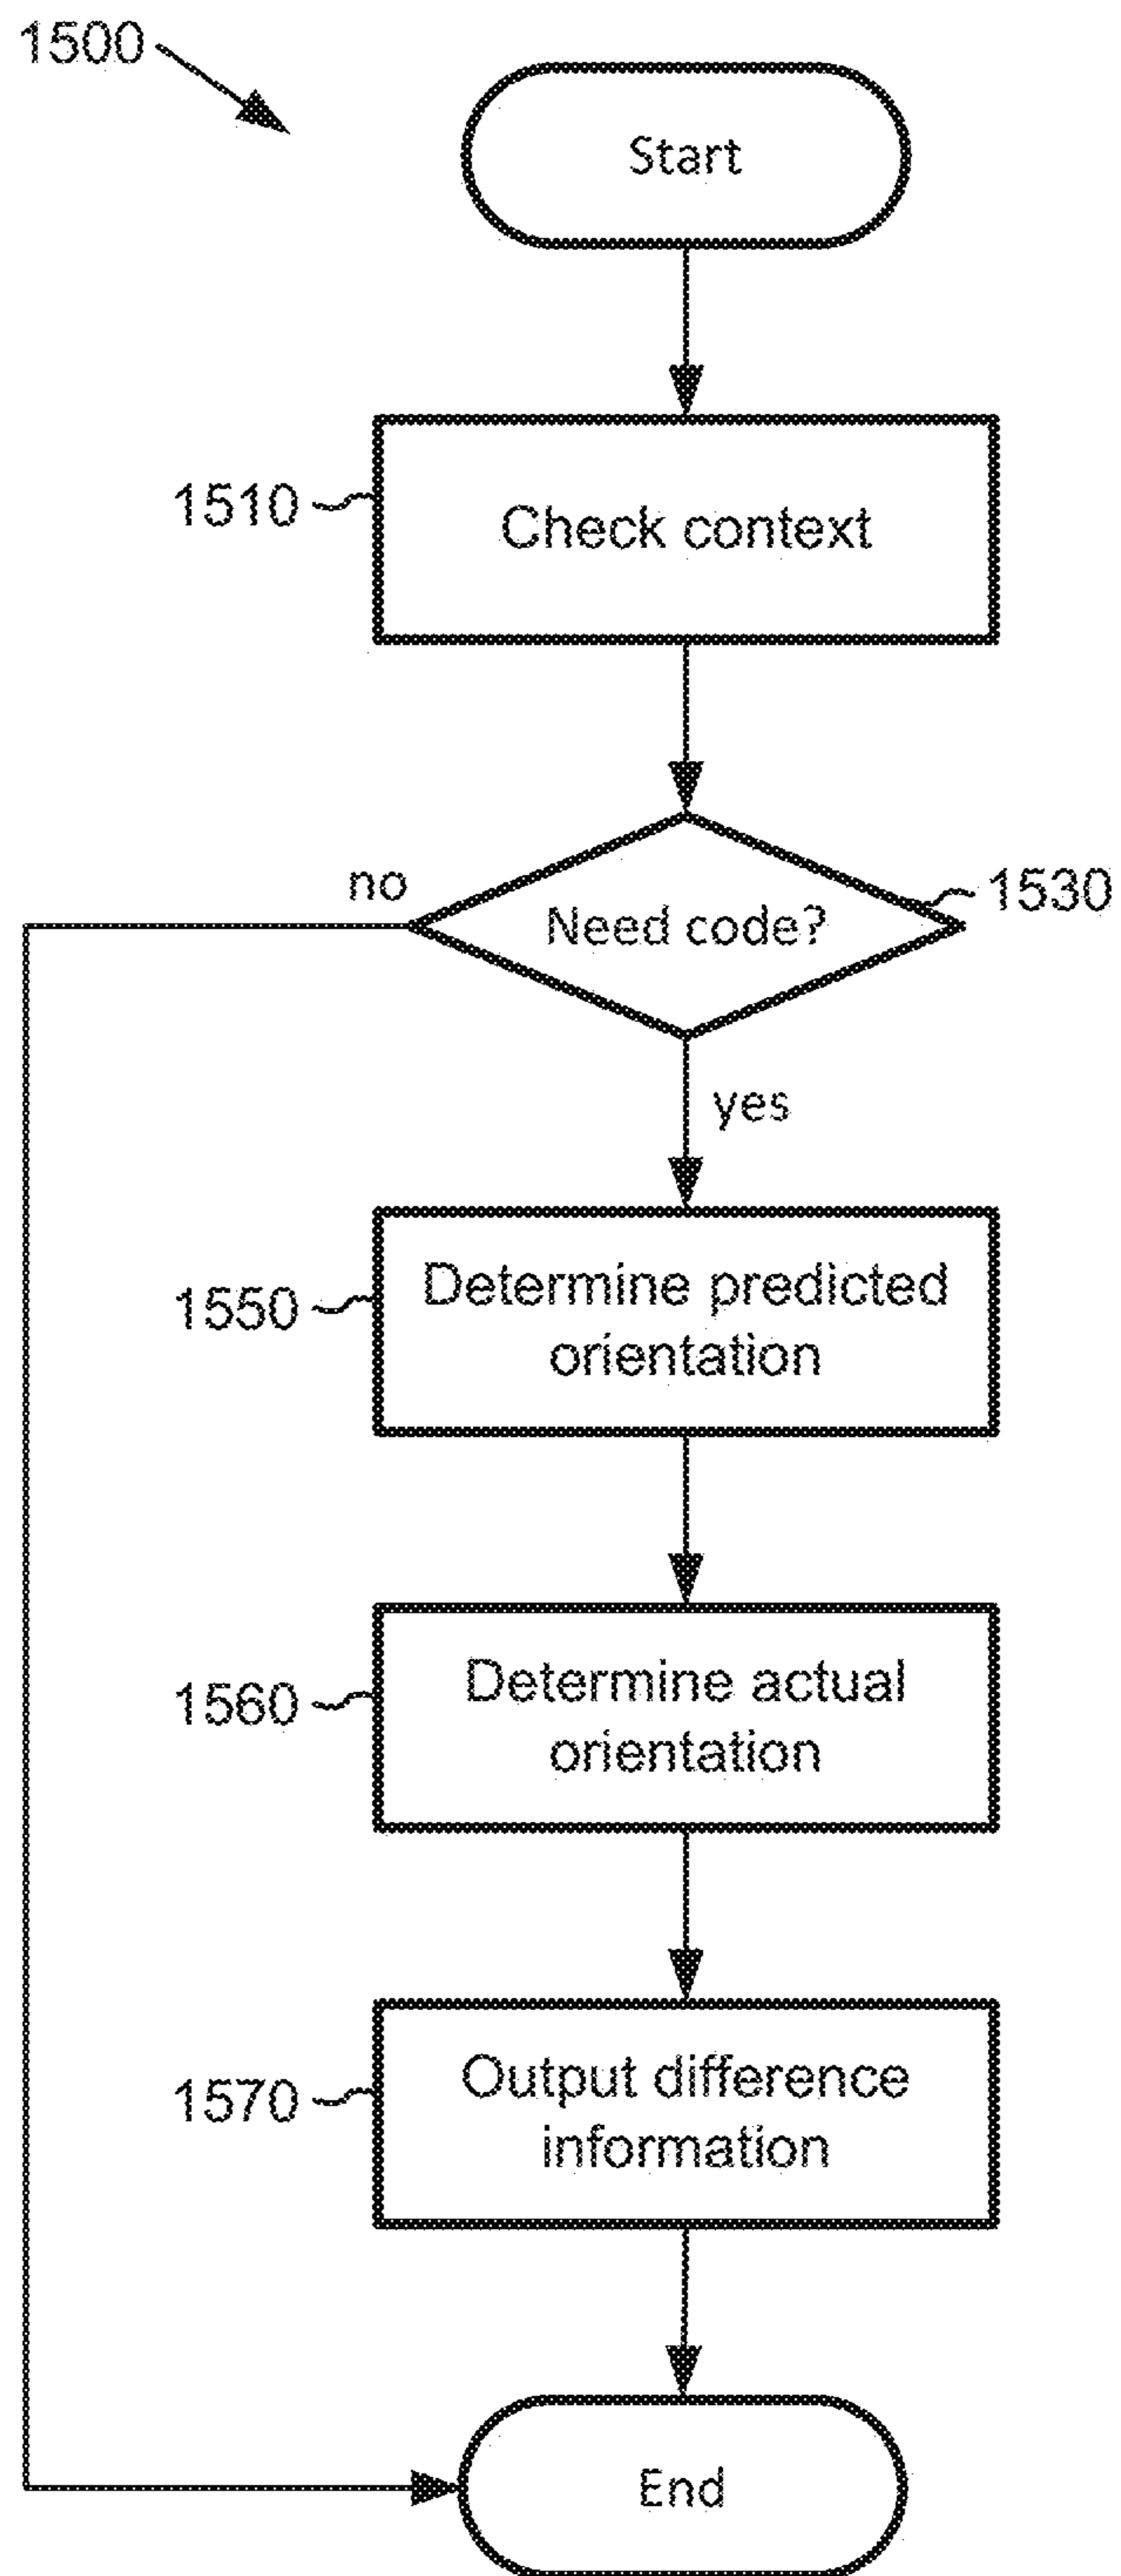 1500
Start
1510
Check context
no
Need code?
1530
yes
1550
Determine predicted
orientation
1560
Determine actual
orientation
1570
Output difference
information
End